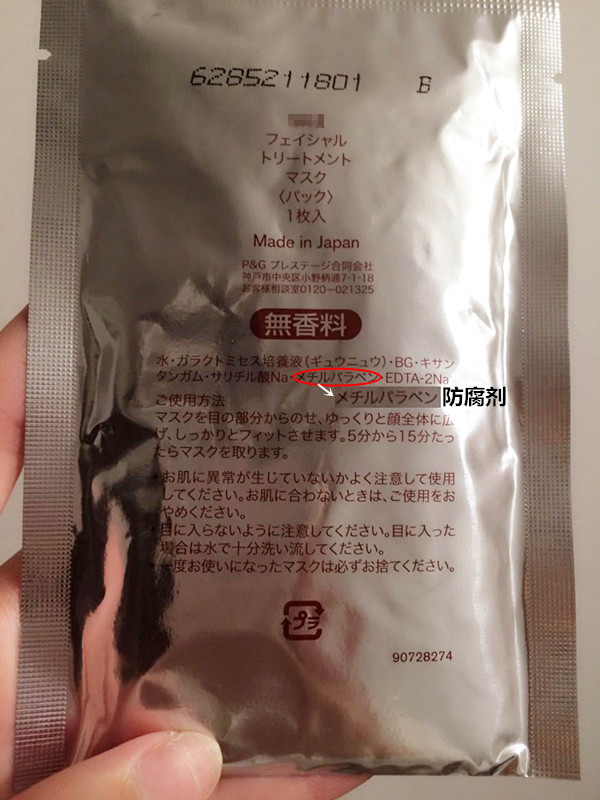 6285211801 B
フェイシャル
トリートメント
マスク
〈パック〉
1枚入
Made in Japan
P&G プレステージ合同会社
神戸市中央区小野柄通7-1-18
お客様相談室0120-021325
無香料
水・ガラクトミセス培養液(ギュウニュウ)・BG・キサン
タンガム・サリチル酸Na・メチルパラベン・EDTA-2Na
メチルパラベン 防腐剤
ご使用方法
マスクを目の部分からのせ、ゆっくりと顔全体に広
げ、しっかりとフィットさせます。5分から15分たっ
たらマスクを取ります。
・お肌に異常が生じていないかよく注意して使用
してください。お肌に合わないときは、ご使用をお
やめください。
・目に入らないように注意してください。目に入った
場合は水で十分洗い流してください。
・一度お使いになったマスクは必ずお捨てください。
プラ
90728274